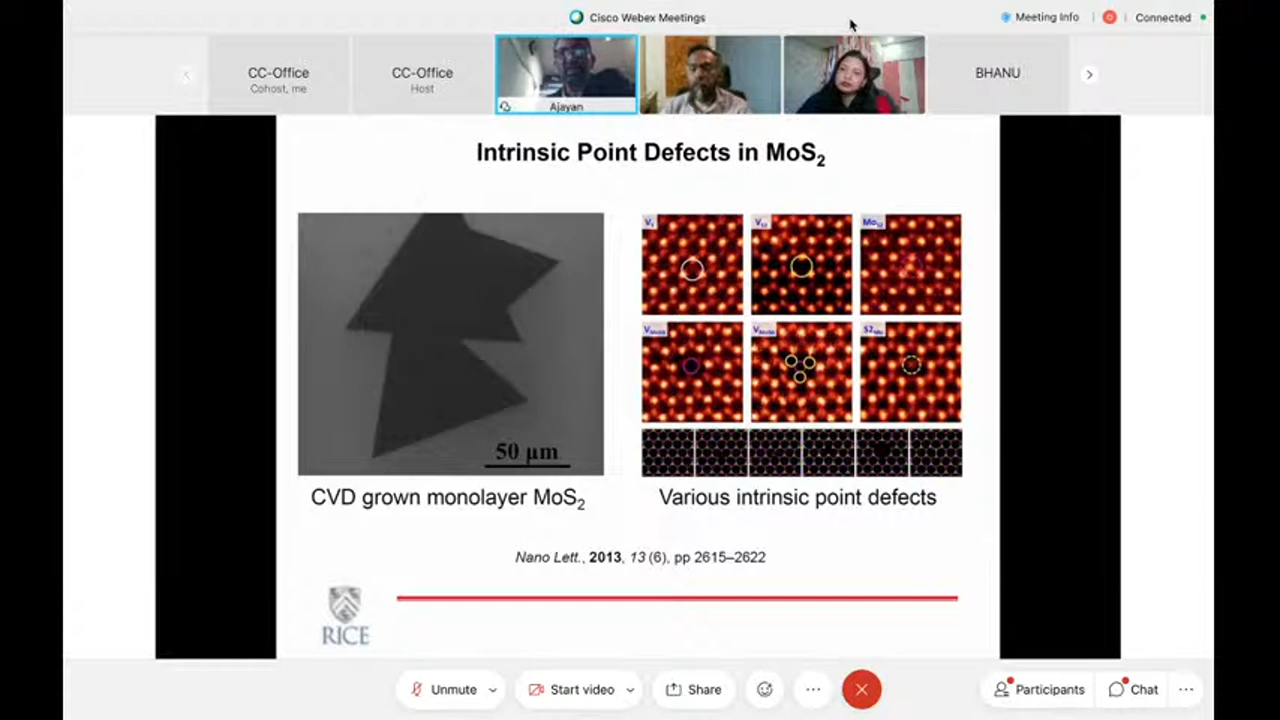 Cisco Webex Meetings
Meeting Info
Connected
CC-Office
Cohost, me
CC-Office
Host
Ajayan
BHANU
Intrinsic Point Defects in MoS₂
50 µm
CVD grown monolayer MoS₂
Various intrinsic point defects
Nano Lett., 2013, 13 (6), pp 2615–2622
RICE
Unmute
Start video
Share
Participants
Chat